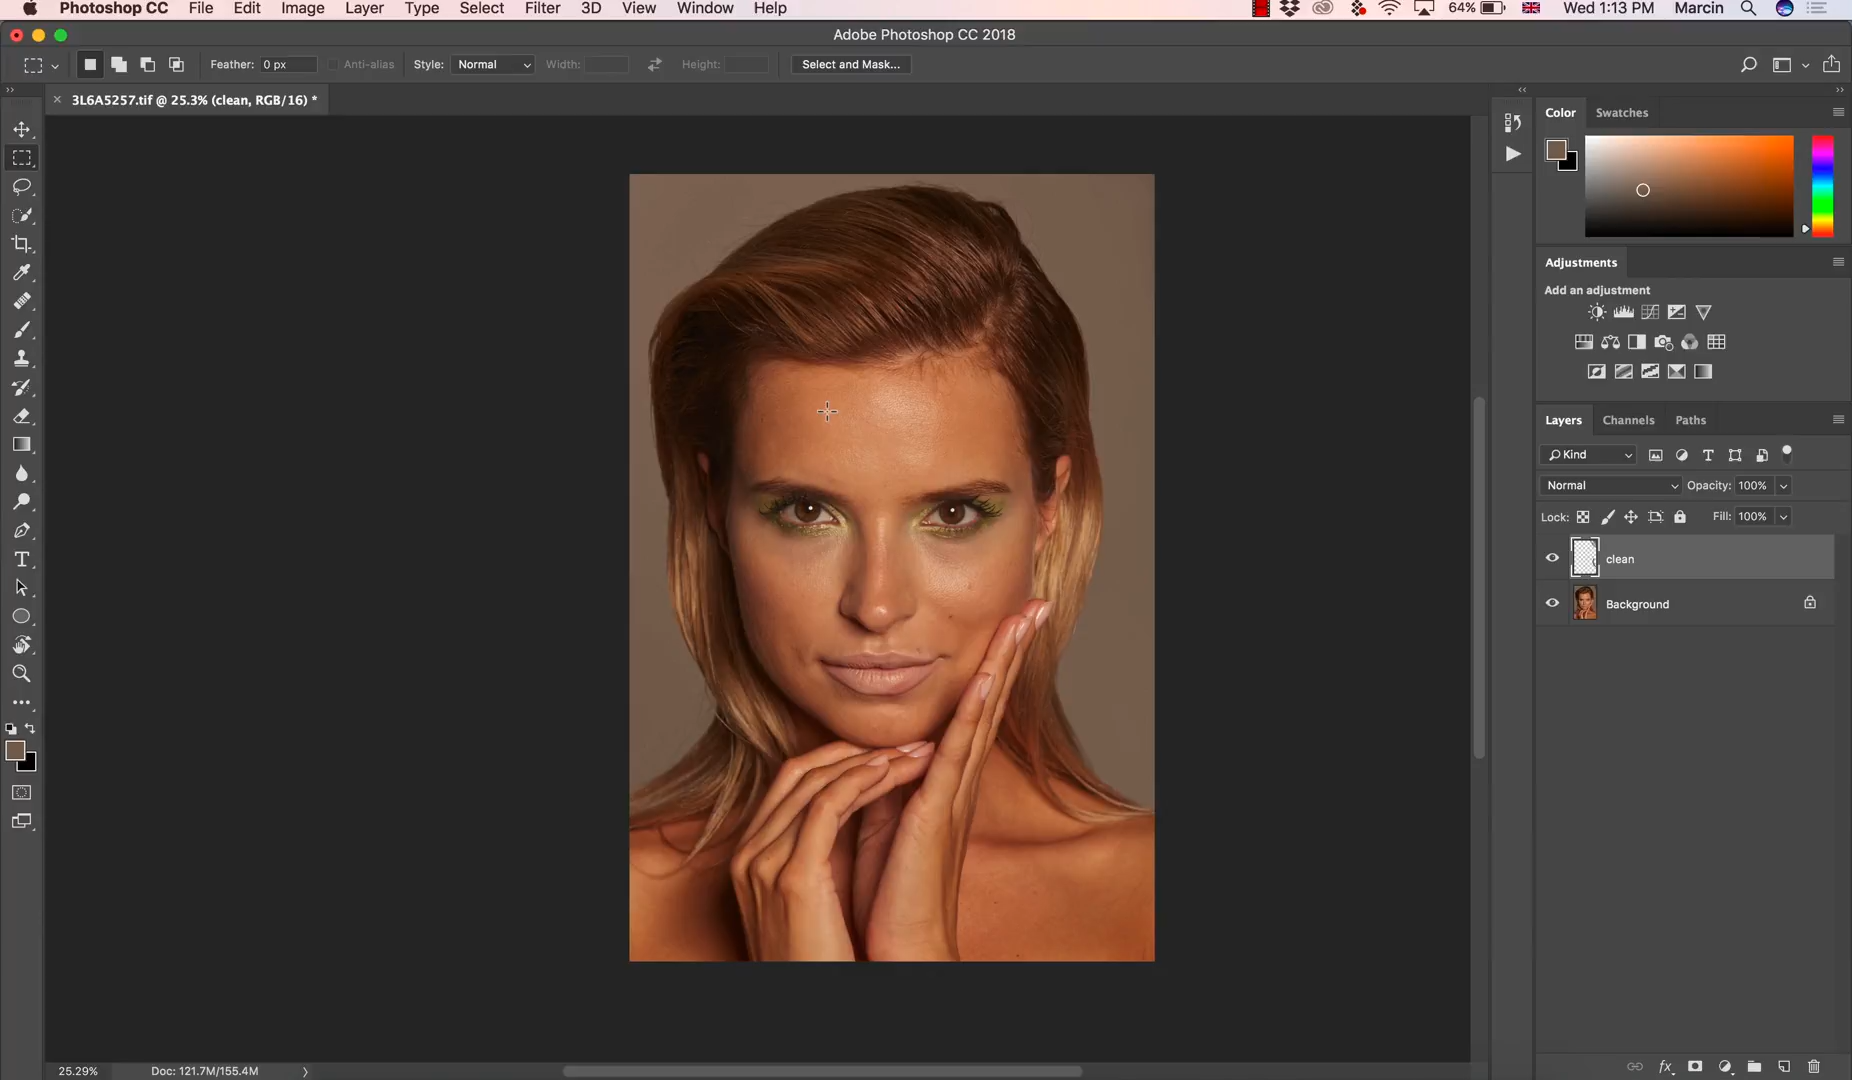 Photoshop CC File Edit Image Layer Type Select Filter 3D View Window Help 64% Wed 1:13 PM Marcin
Adobe Photoshop CC 2018
Feather: 0 px Anti-alias Style: Normal Width: Height: Select and Mask...
3L6A5257.tif @ 25.3% (clean, RGB/16) *
Color Swatches
Adjustments
Add an adjustment
Layers Channels Paths
Kind
Normal Opacity: 100%
Lock: Fill: 100%
clean
Background
25.29% Doc: 121.7M/155.4M